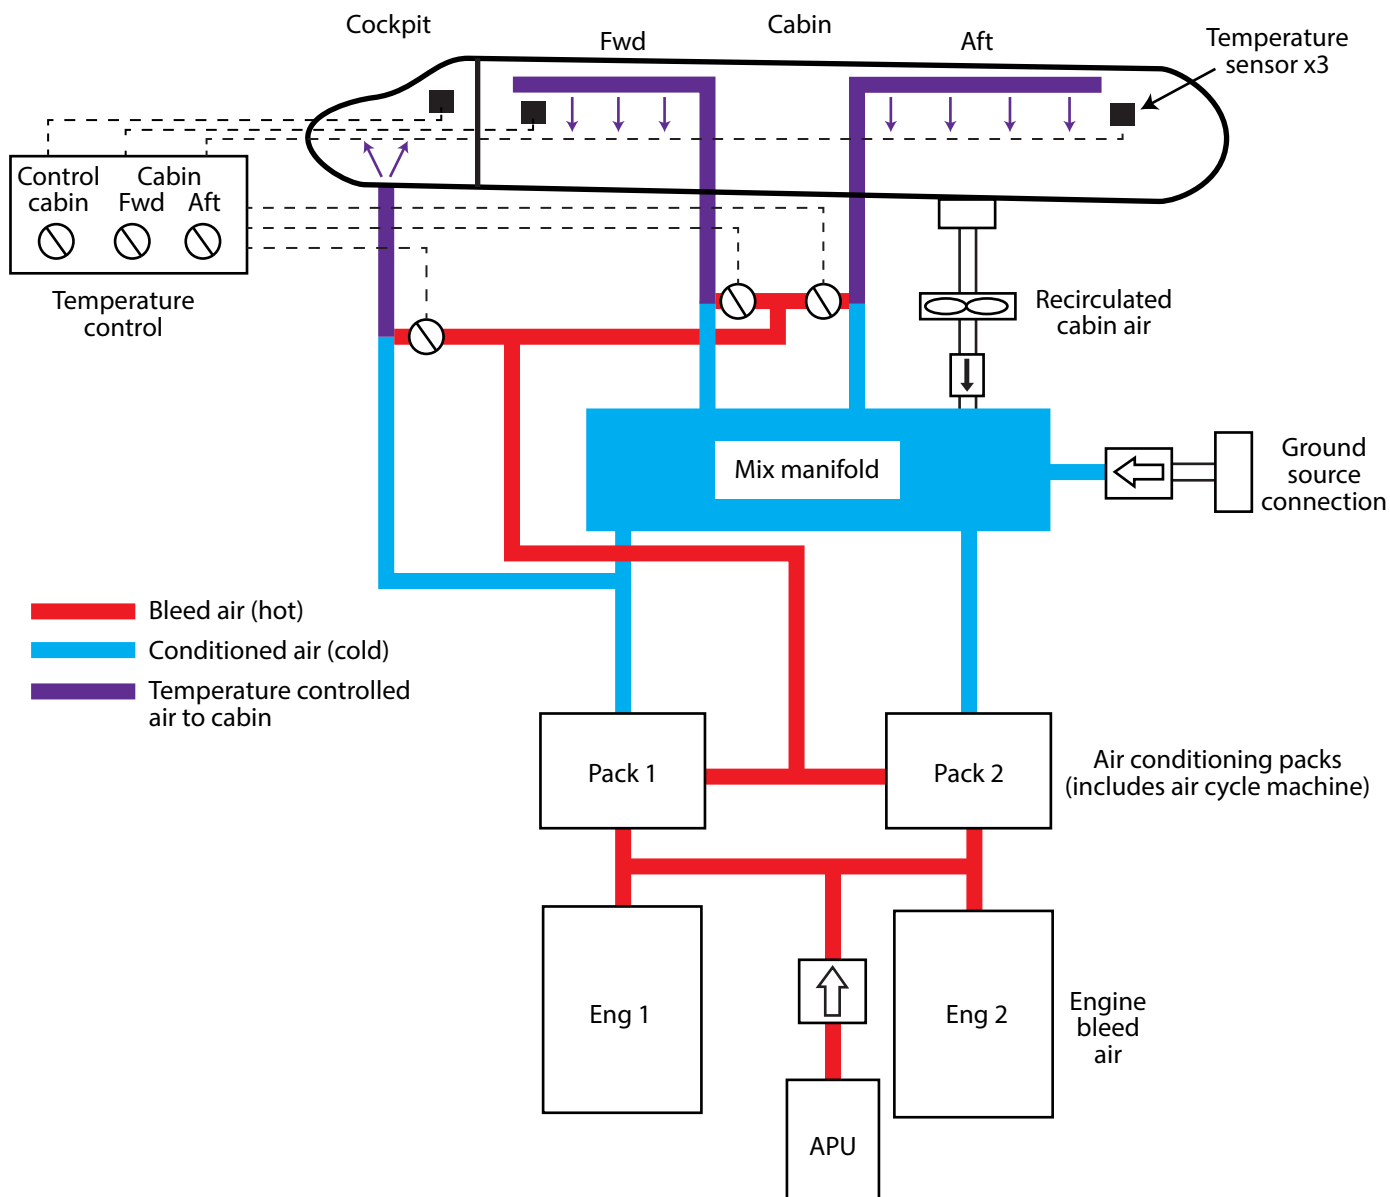 Cockpit
Cabin
Fwd
Aft
Temperature
sensor x3
Control
cabin
Cabin
Fwd
Aft
Temperature
control
Recirculated
cabin air
Mix manifold
Ground
source
connection
Bleed air (hot)
Conditioned air (cold)
Temperature controlled
air to cabin
Pack 1
Pack 2
Air conditioning packs
(includes air cycle machine)
Eng 1
Eng 2
Engine
bleed
air
APU